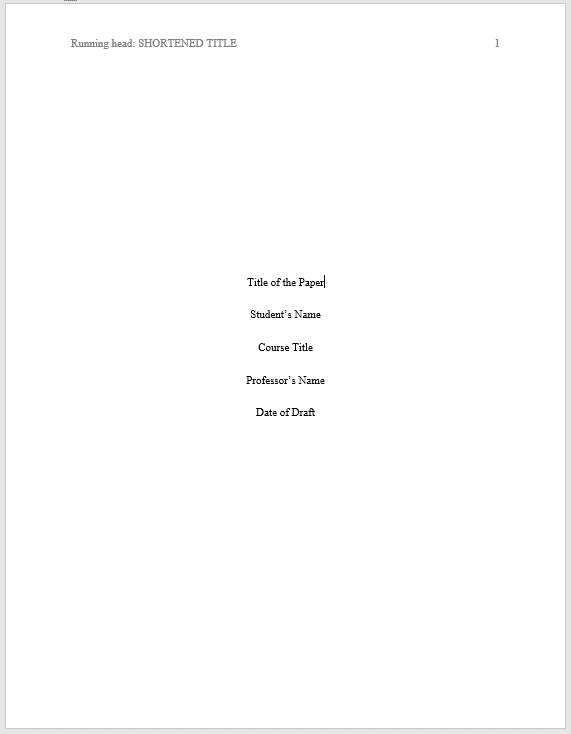 Running head: SHORTENED TITLE 1
Title of the Paper
Student’s Name
Course Title
Professor’s Name
Date of Draft